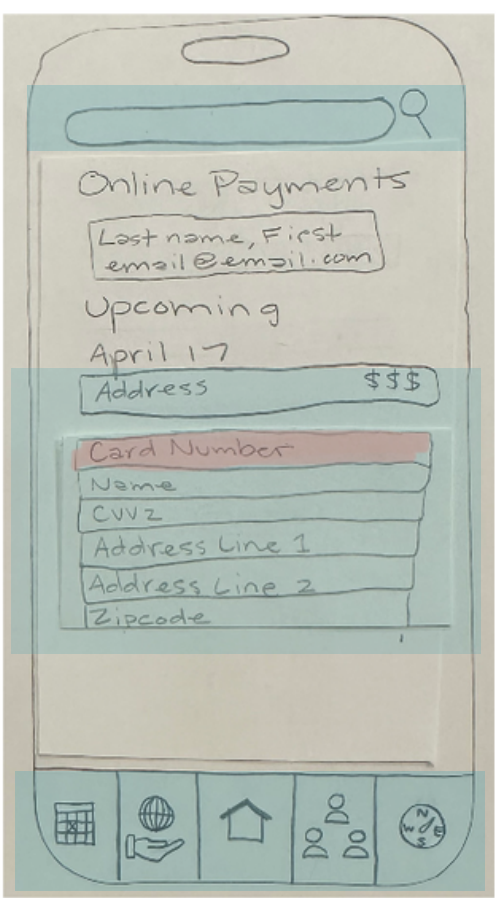 Online Payments
Last name, First
email@email.com
Upcoming
April 17
Address $$$
Card Number
Name
CVV2
Address Line 1
Address Line 2
Zipcode
N
W E
S